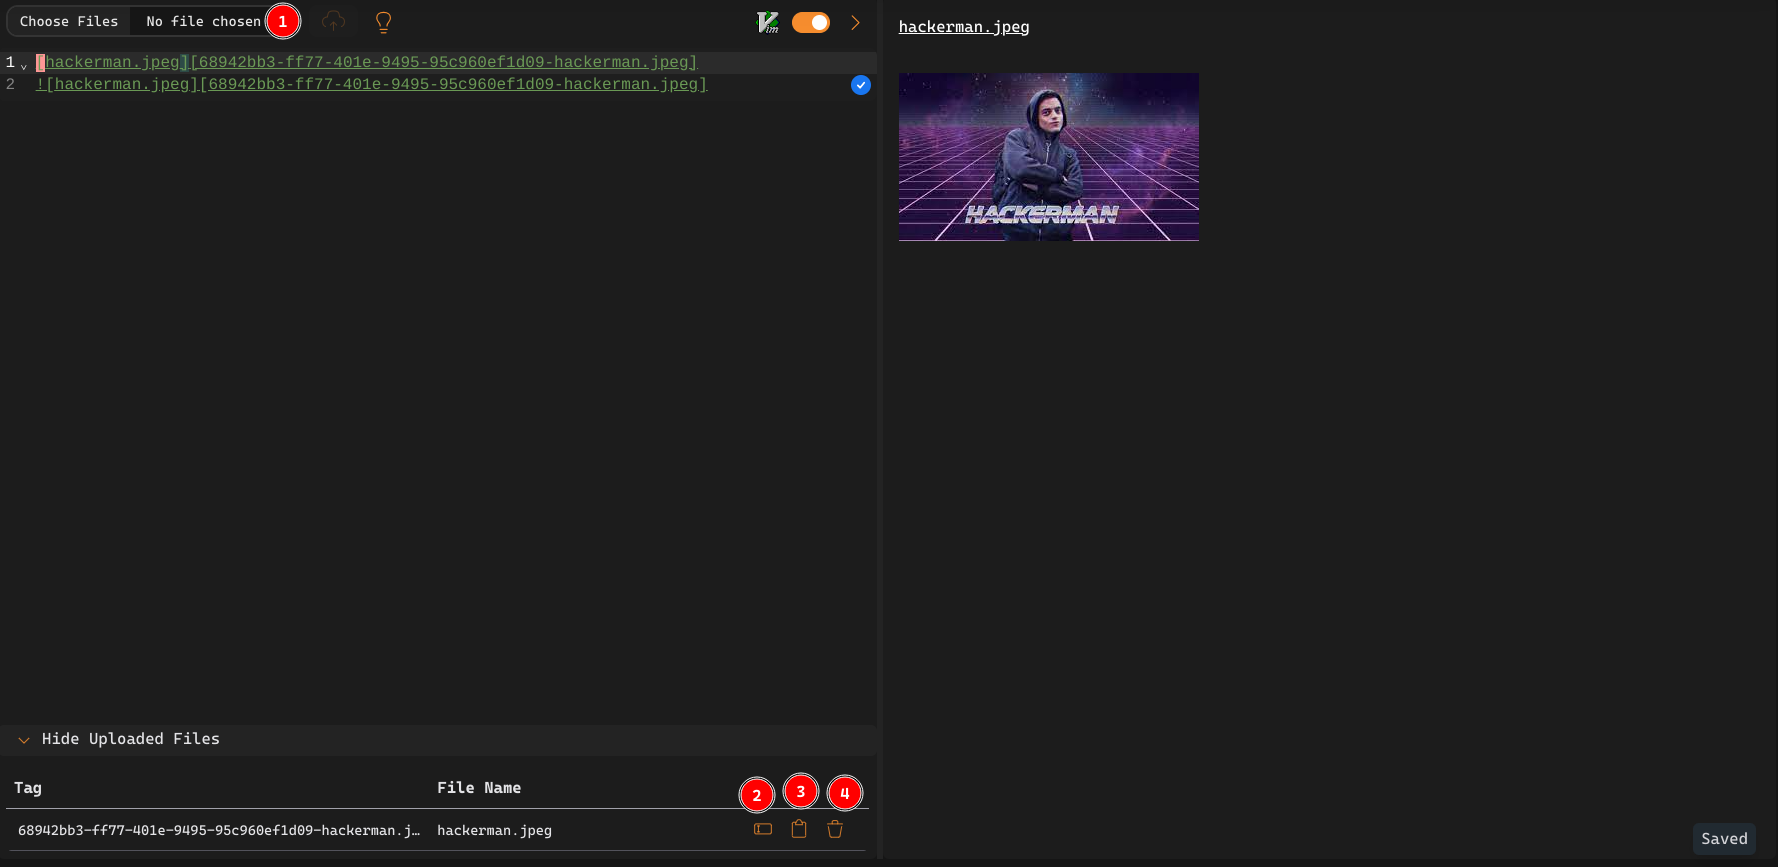 Choose Files No file chosen 1 Vim
hackerman.jpeg
1 [hackerman.jpeg][68942bb3-ff77-401e-9495-95c960ef1d09-hackerman.jpeg]
2 ![hackerman.jpeg][68942bb3-ff77-401e-9495-95c960ef1d09-hackerman.jpeg]
HACKERMAN
Hide Uploaded Files
Tag File Name 2 3 4
68942bb3-ff77-401e-9495-95c960ef1d09-hackerman.j… hackerman.jpeg
Saved